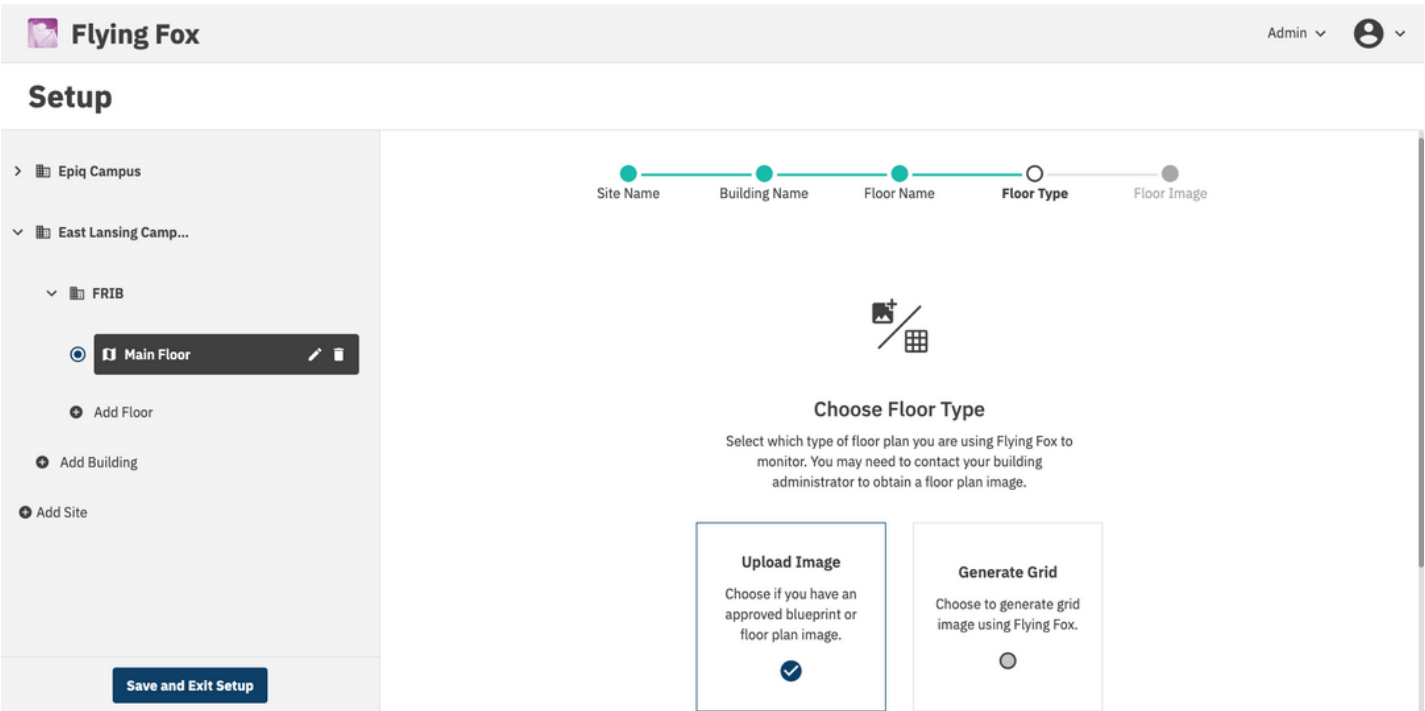 Flying Fox
Admin
Setup
Epiq Campus
East Lansing Camp...
FRIB
Main Floor
Add Floor
Add Building
Add Site
Save and Exit Setup
Site Name
Building Name
Floor Name
Floor Type
Floor Image
Choose Floor Type
Select which type of floor plan you are using Flying Fox to
monitor. You may need to contact your building
administrator to obtain a floor plan image.
Upload Image
Choose if you have an
approved blueprint or
floor plan image.
Generate Grid
Choose to generate grid
image using Flying Fox.